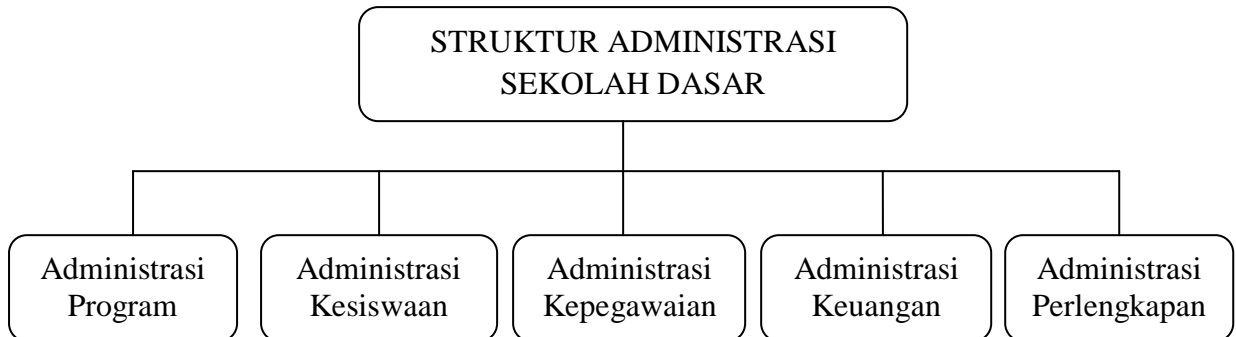 STRUKTUR ADMINISTRASI
SEKOLAH DASAR
Administrasi
Program
Administrasi
Kesiswaan
Administrasi
Kepegawaian
Administrasi
Keuangan
Administrasi
Perlengkapan